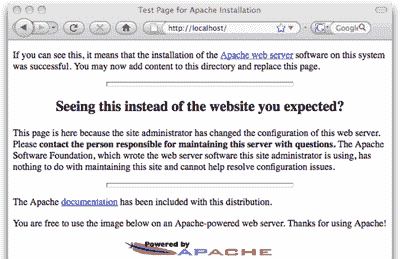 Test Page for Apache Installation
http://localhost/
Google
If you can see this, it means that the installation of the Apache web server software on this system
was successful. You may now add content to this directory and replace this page.
Seeing this instead of the website you expected?
This page is here because the site administrator has changed the configuration of this web server.
Please contact the person responsible for maintaining this server with questions. The Apache
Software Foundation, which wrote the web server software this site administrator is using, has
nothing to do with maintaining this site and cannot help resolve configuration issues.
The Apache documentation has been included with this distribution.
You are free to use the image below on an Apache-powered web server. Thanks for using Apache!
Powered by
APACHE